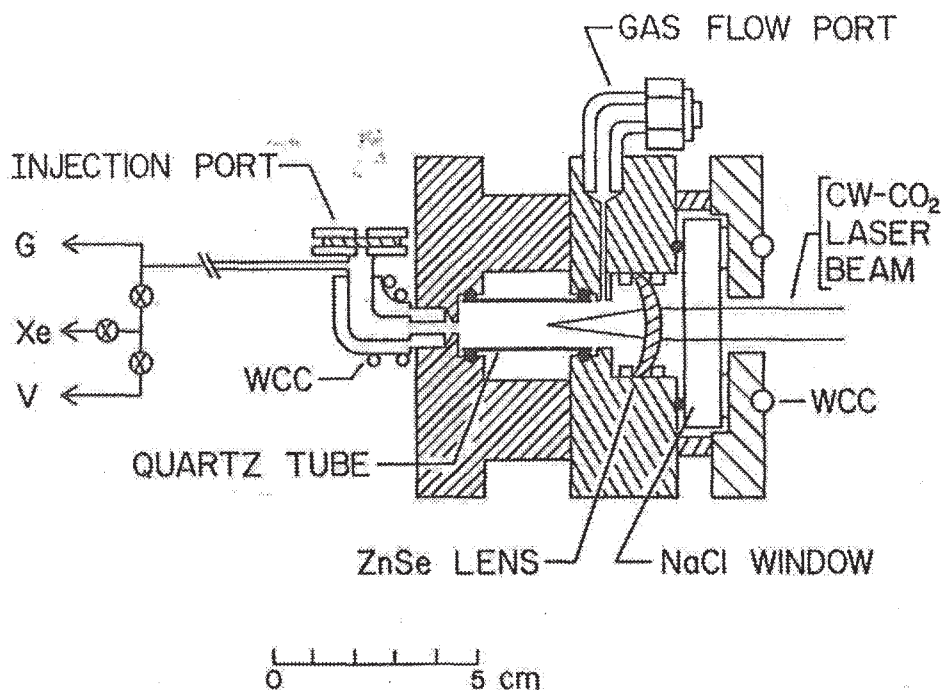 GAS FLOW PORT
INJECTION PORT
CW-CO₂
LASER
BEAM
G
Xe
V
WCC
WCC
QUARTZ TUBE
ZnSe LENS
NaCl WINDOW
0
5 cm